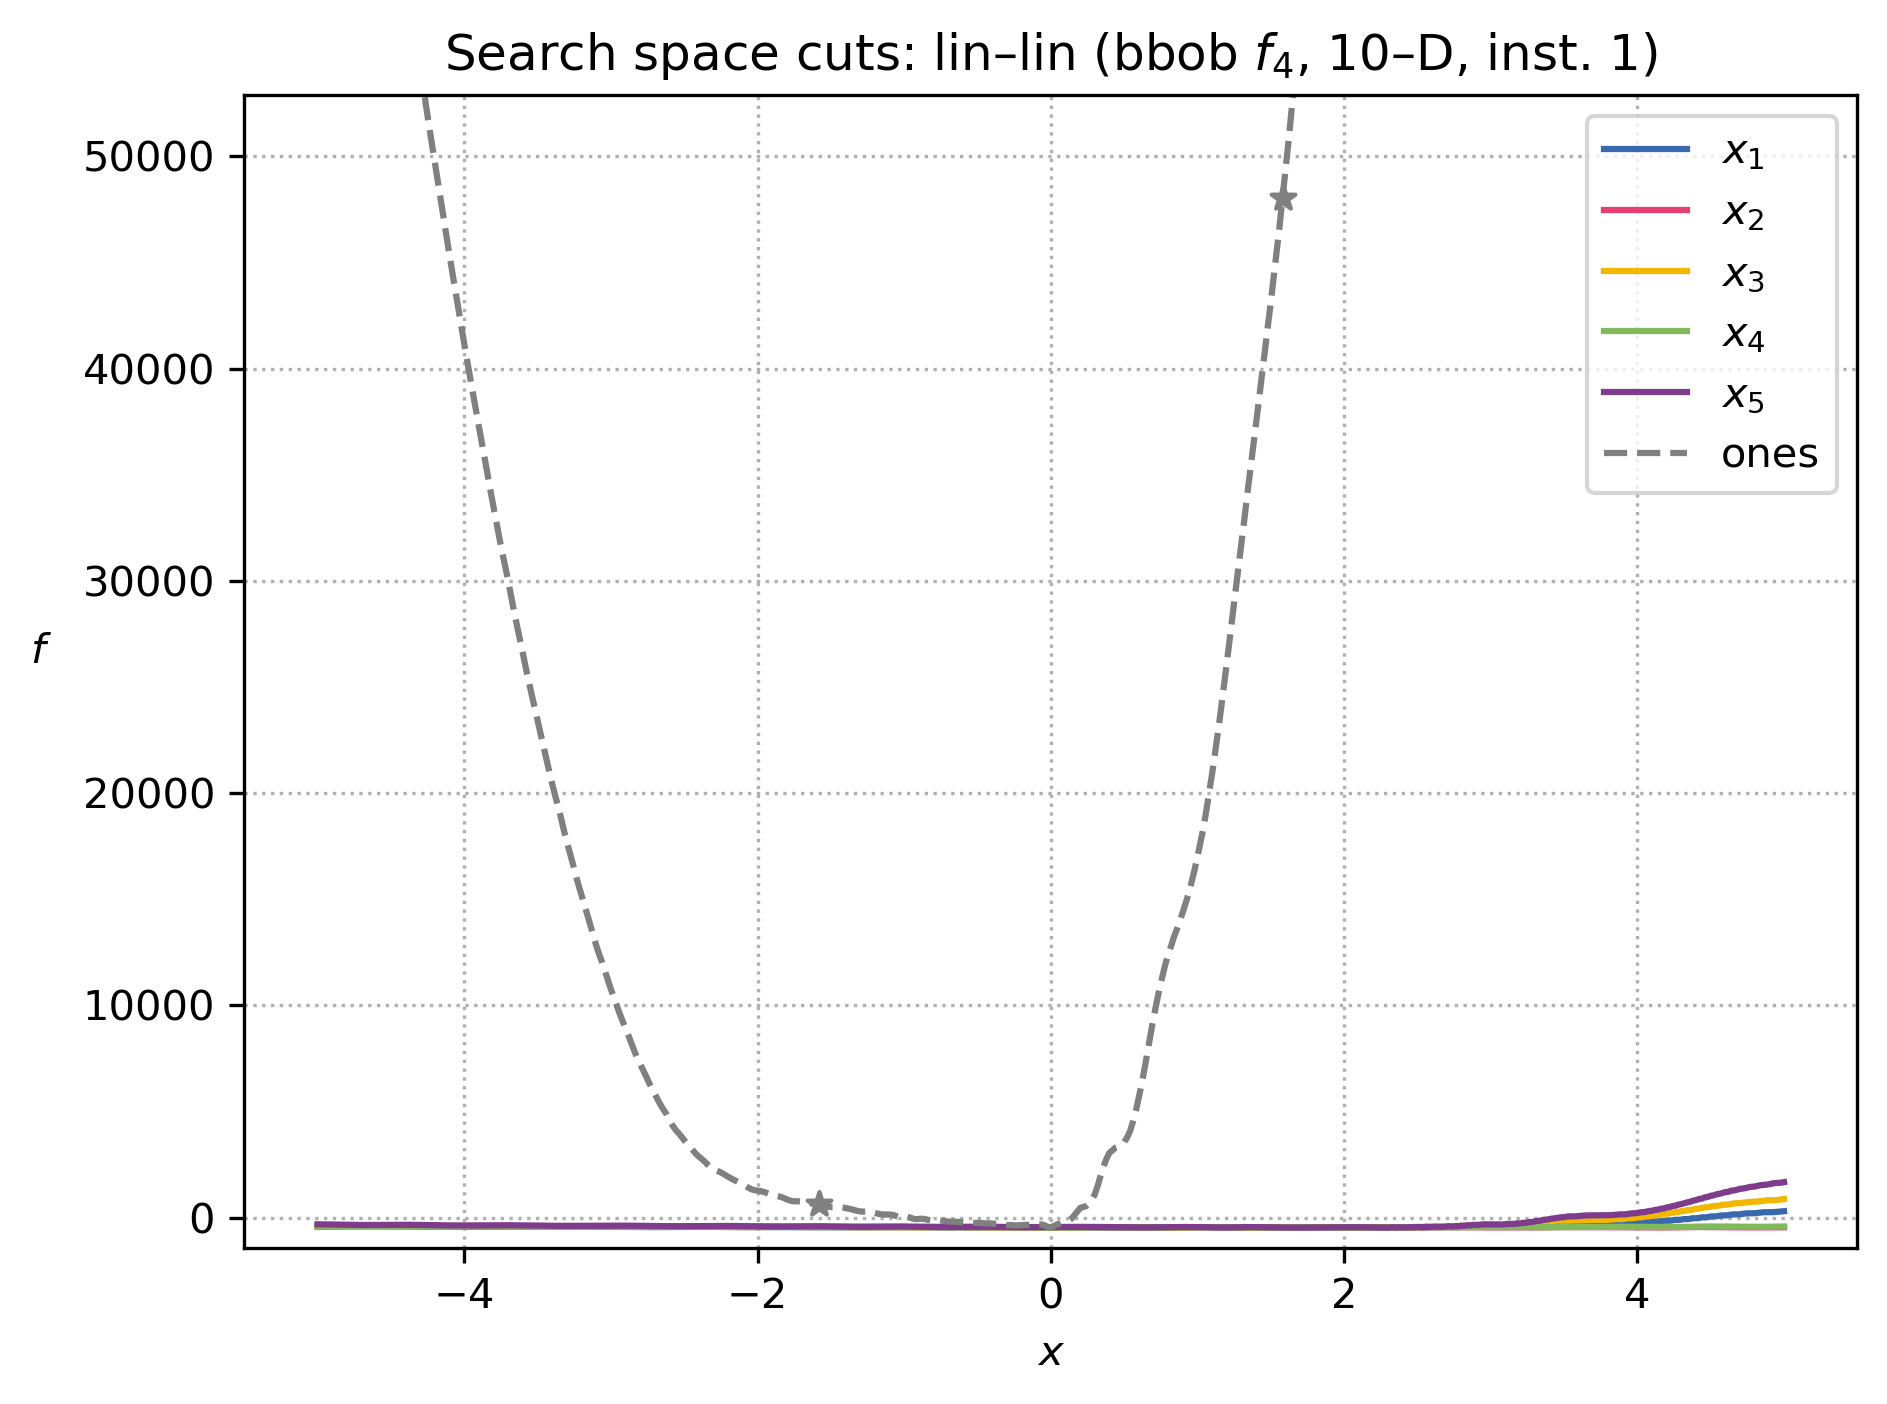 Search space cuts: lin–lin (bbob f₄, 10–D, inst. 1)
50000
40000
30000
20000
10000
0
f
−4
−2
0
2
4
x
x₁
x₂
x₃
x₄
x₅
ones